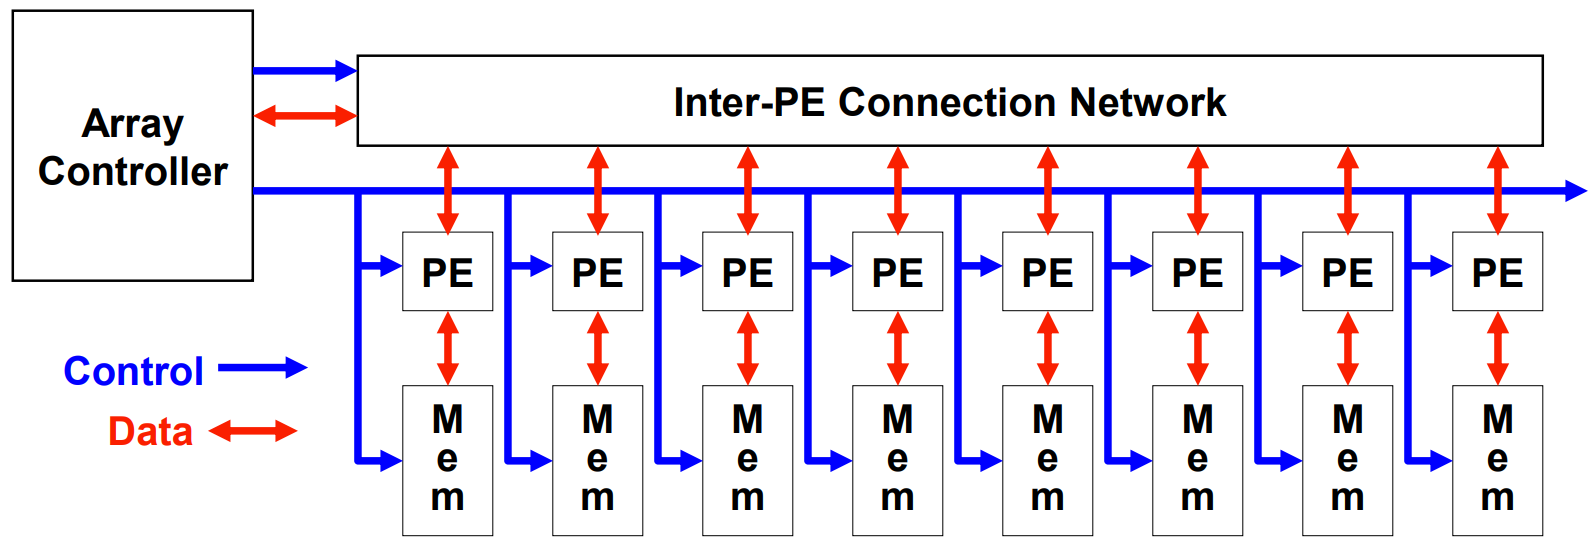 Array
Controller
Inter-PE Connection Network
PE PE PE PE PE PE PE PE
Control
Data
M M M M M M M M
e e e e e e e e
m m m m m m m m